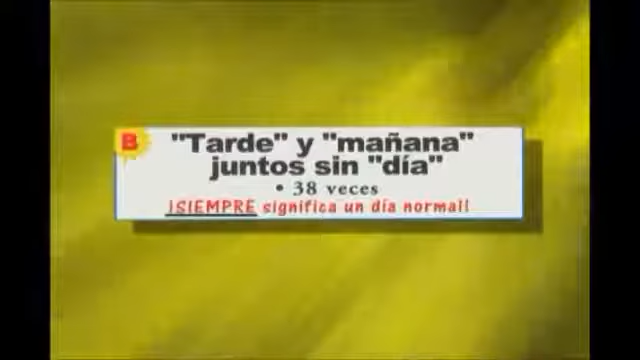 B
"Tarde" y "mañana"
juntos sin "día"
• 38 veces
¡SIEMPRE significa un día normal!